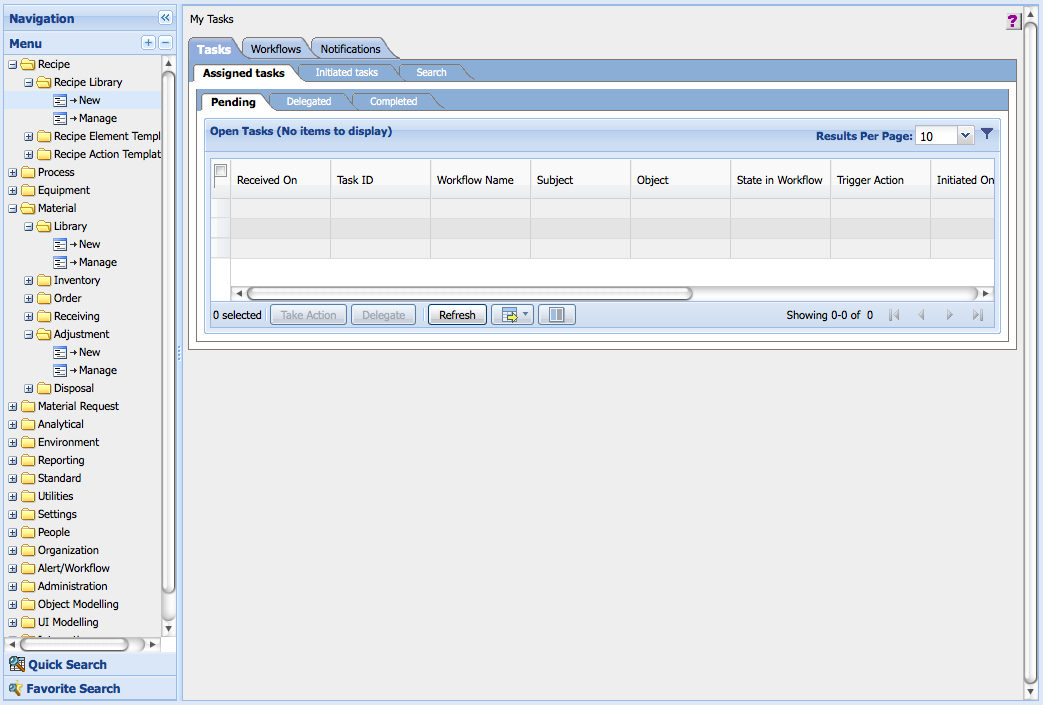 Navigation
Menu
Recipe
Recipe Library
New
Manage
Recipe Element Templ
Recipe Action Templat
Process
Equipment
Material
Library
New
Manage
Inventory
Order
Receiving
Adjustment
New
Manage
Disposal
Material Request
Analytical
Environment
Reporting
Standard
Utilities
Settings
People
Organization
Alert/Workflow
Administration
Object Modelling
UI Modelling
Quick Search
Favorite Search
My Tasks
?
Tasks Workflows Notifications
Assigned tasks Initiated tasks Search
Pending Delegated Completed
Open Tasks (No items to display) Results Per Page: 10
Received On Task ID Workflow Name Subject Object State in Workflow Trigger Action Initiated On
0 selected Take Action Delegate Refresh Showing 0-0 of 0